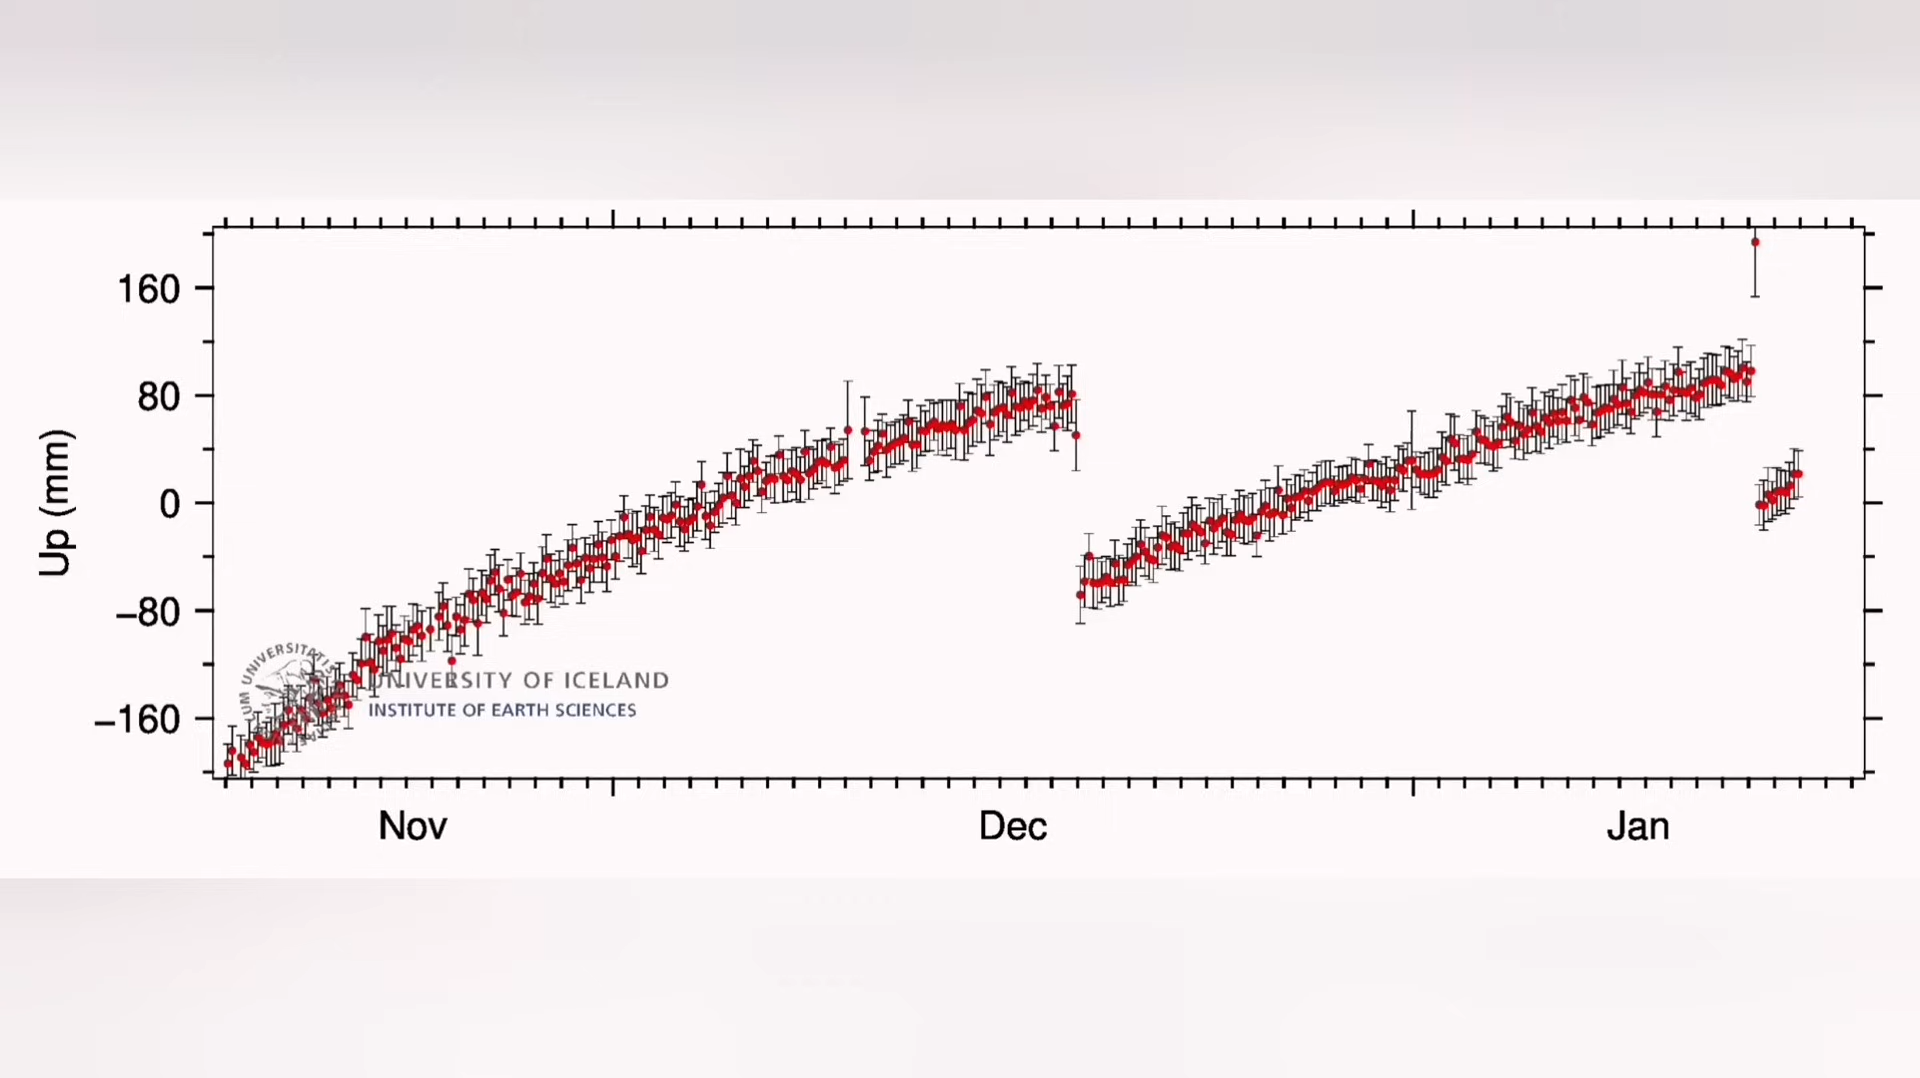 Up (mm)
160
80
0
−80
−160
UNIVERSITY OF ICELAND
INSTITUTE OF EARTH SCIENCES
Nov
Dec
Jan